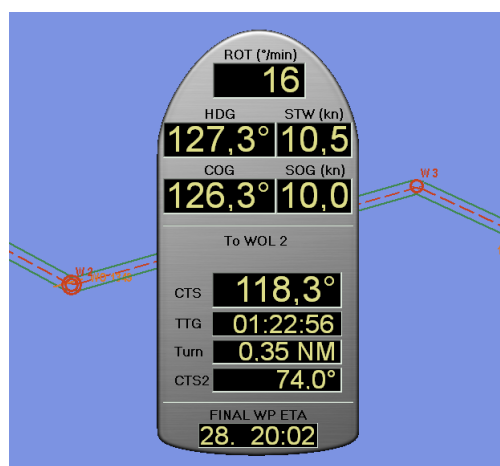 ROT (°/min)
16
HDG STW (kn)
127,3° 10,5
COG SOG (kn)
126,3° 10,0
W 3
To WOL 2
W 2
CTS 118,3°
TTG 01:22:56
Turn 0,35 NM
CTS2 74,0°
FINAL WP ETA
28. 20:02